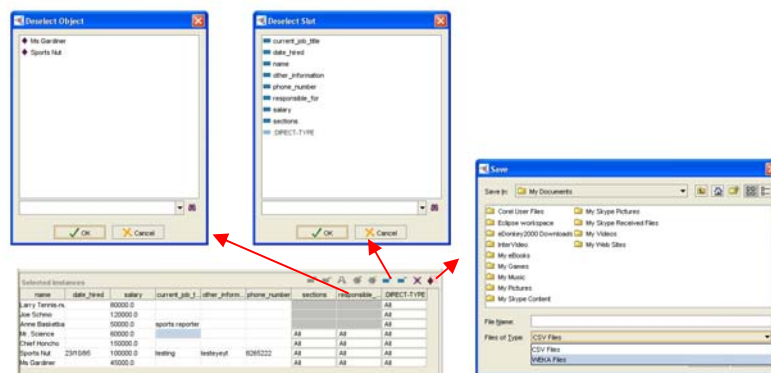 Deselect Object
Ms Gardiner
Sports Nut
OK Cancel
Deselect Slot
current_job_title
date_hired
name
other_information
phone_number
responsible_for
salary
sections
:DIRECT-TYPE
OK Cancel
Save
Save in: My Documents
Corel User Files My Skype Pictures
Eclipse workspace My Skype Received Files
eDonkey2000 Downloads My Videos
InterVideo My Web Sites
My eBooks
My Games
My Music
My Pictures
My Skype Content
File Name:
Files of Type: CSV Files
CSV Files
WEKA Files
Selected Instances
name date_hired salary current_job_t... other_inform... phone_number sections responsible_... :DIRECT-TYPE
Larry Tennis-n. 80000.0 All
Joe Schmo 120000.0 All
Anne Basketba 50000.0 sports reporter All
Mr. Science 60000.0 All All All
Chief Honcho 150000.0 All All All
Sports Nut 100000.0 testing testeyeyt 8265222 All All All
Ms Gardiner 45000.0 All All All